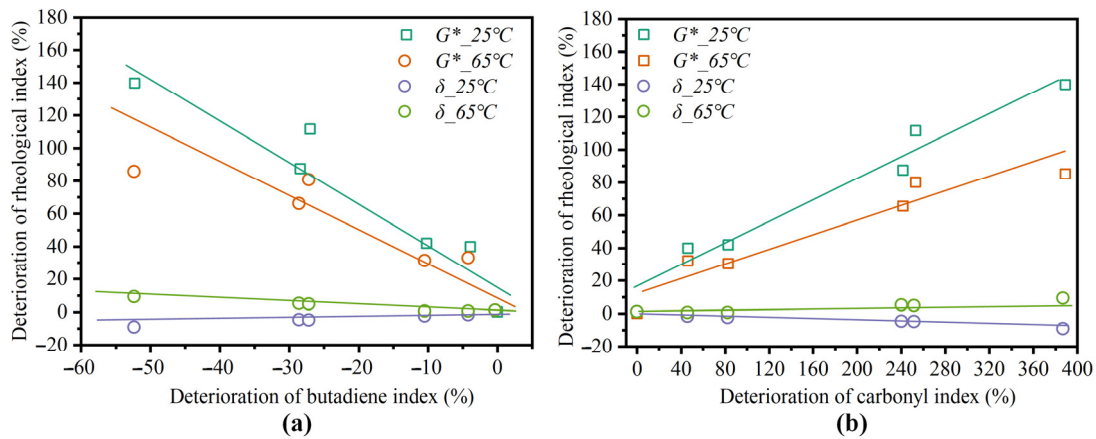 Deterioration of rheological index (%)
180
160
140
120
100
80
60
40
20
0
−20
−60
−50
−40
−30
−20
−10
0
Deterioration of butadiene index (%)
G*_25°C
G*_65°C
δ_25°C
δ_65°C
(a)
Deterioration of rheological index (%)
180
160
140
120
100
80
60
40
20
0
−20
0
40
80
120
160
200
240
280
320
360
400
Deterioration of carbonyl index (%)
G*_25°C
G*_65°C
δ_25°C
δ_65°C
(b)